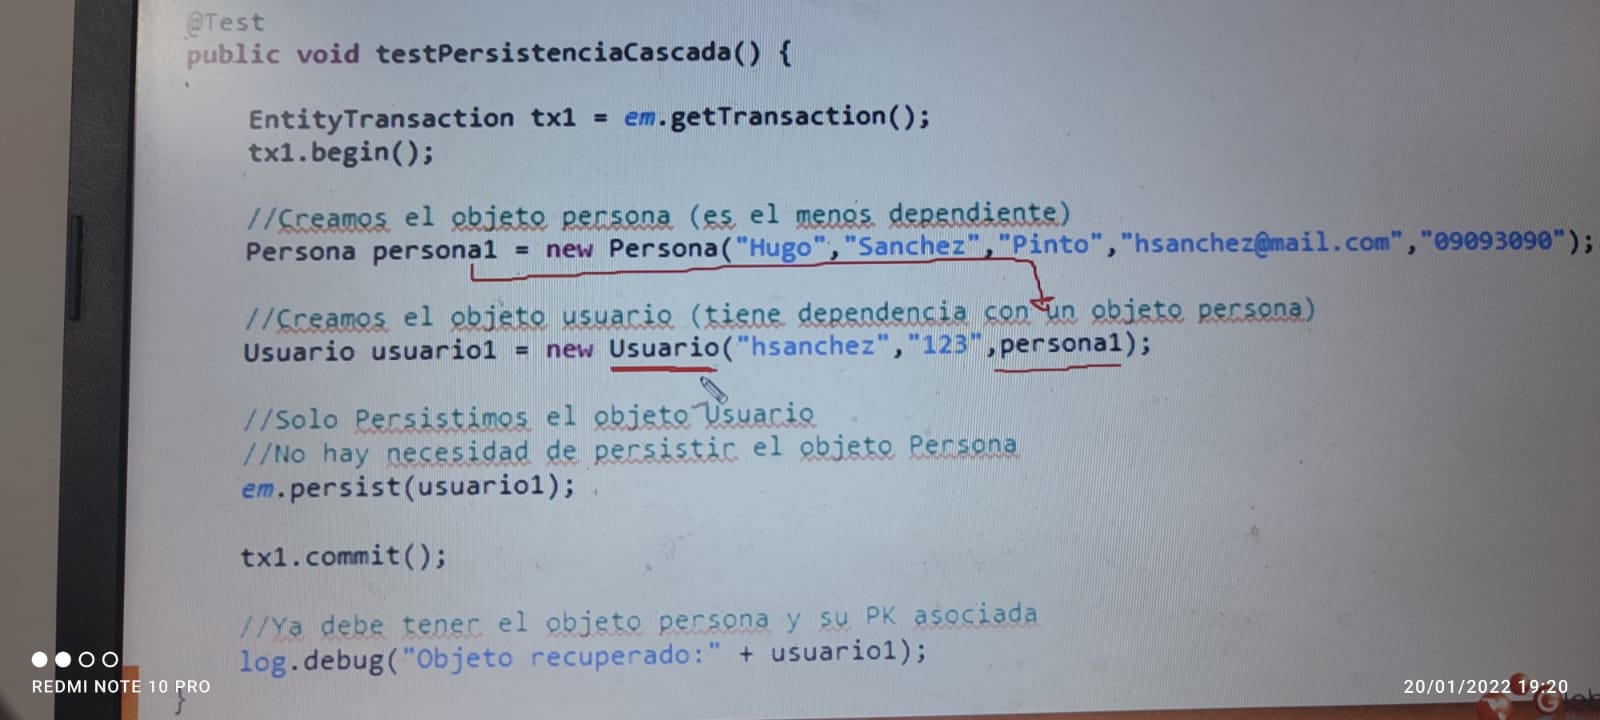 @Test
public void testPersistenciaCascada() {
EntityTransaction tx1 = em.getTransaction();
tx1.begin();
//Creamos el objeto persona (es el menos dependiente)
Persona persona1 = new Persona("Hugo","Sanchez","Pinto","hsanchez@mail.com","09093090");
//Creamos el objeto usuario (tiene dependencia con un objeto persona)
Usuario usuario1 = new Usuario("hsanchez","123",persona1);
//Solo Persistimos el objeto Usuario
//No hay necesidad de persistir el objeto Persona
em.persist(usuario1);
tx1.commit();
//Ya debe tener el objeto persona y su PK asociada
log.debug("Objeto recuperado:" + usuario1);
}
REDMI NOTE 10 PRO
20/01/2022 19:20